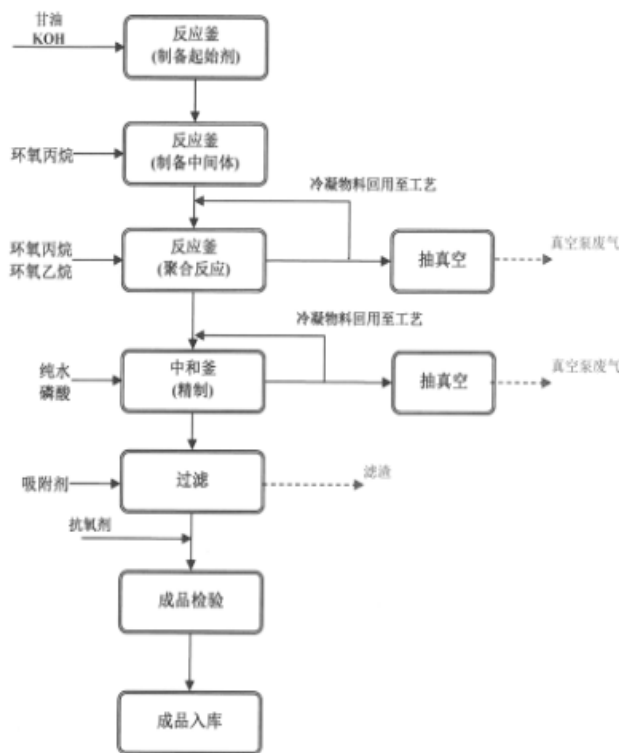 甘油
KOH
反应釜
(制备起始剂)
环氧丙烷
反应釜
(制备中间体)
冷凝物料回用至工艺
环氧丙烷
环氧乙烷
反应釜
(聚合反应)
抽真空
真空泵废气
冷凝物料回用至工艺
纯水
磷酸
中和釜
(精制)
抽真空
真空泵废气
吸附剂
过滤
滤渣
抗氧剂
成品检验
成品入库